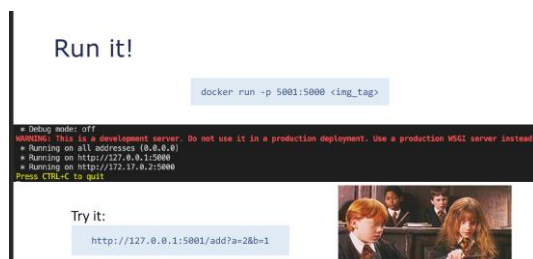 Run it!
docker run -p 5001:5000 <img_tag>
* Debug mode: off
WARNING: This is a development server. Do not use it in a production deployment. Use a production WSGI server instead
* Running on all addresses (0.0.0.0)
* Running on http://127.0.0.1:5000
* Running on http://172.17.0.2:5000
Press CTRL+C to quit
Try it:
http://127.0.0.1:5001/add?a=2&b=1